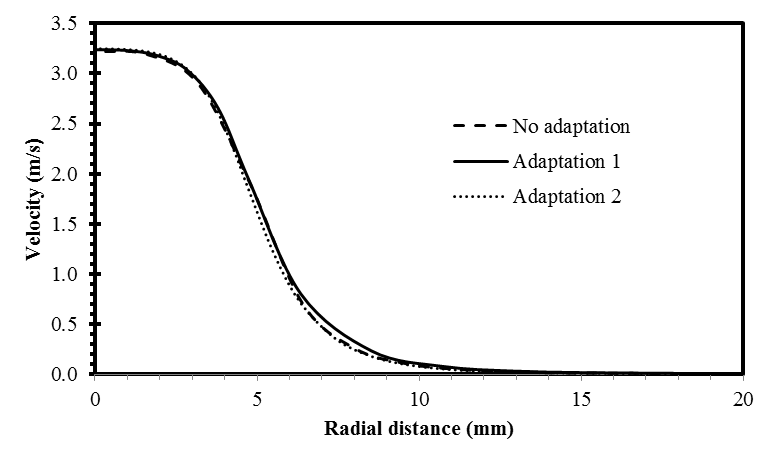 3.5
3.0
2.5
2.0
1.5
1.0
0.5
0.0
Velocity (m/s)
No adaptation
Adaptation 1
Adaptation 2
0 5 10 15 20
Radial distance (mm)